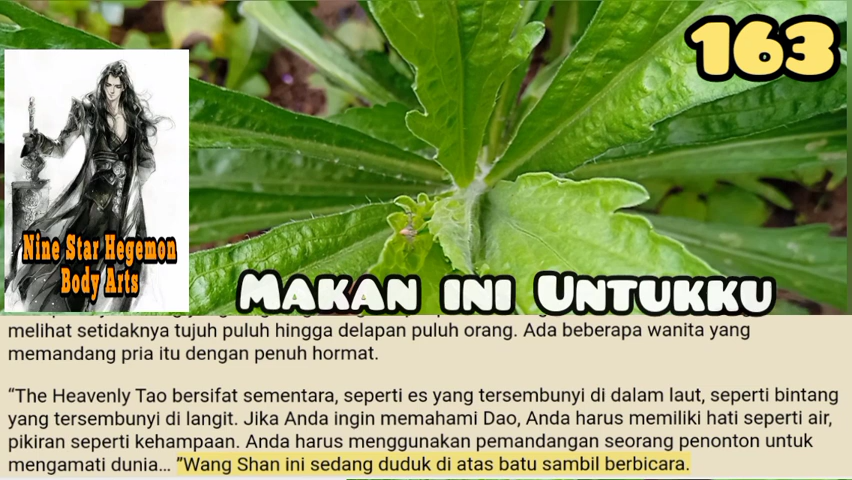 163
Nine Star Hegemon
Body Arts
Makan ini Untukku
melihat setidaknya tujuh puluh hingga delapan puluh orang. Ada beberapa wanita yang
memandang pria itu dengan penuh hormat.
“The Heavenly Tao bersifat sementara, seperti es yang tersembunyi di dalam laut, seperti bintang
yang tersembunyi di langit. Jika Anda ingin memahami Dao, Anda harus memiliki hati seperti air,
pikiran seperti kehampaan. Anda harus menggunakan pemandangan seorang penonton untuk
mengamati dunia… ”Wang Shan ini sedang duduk di atas batu sambil berbicara.